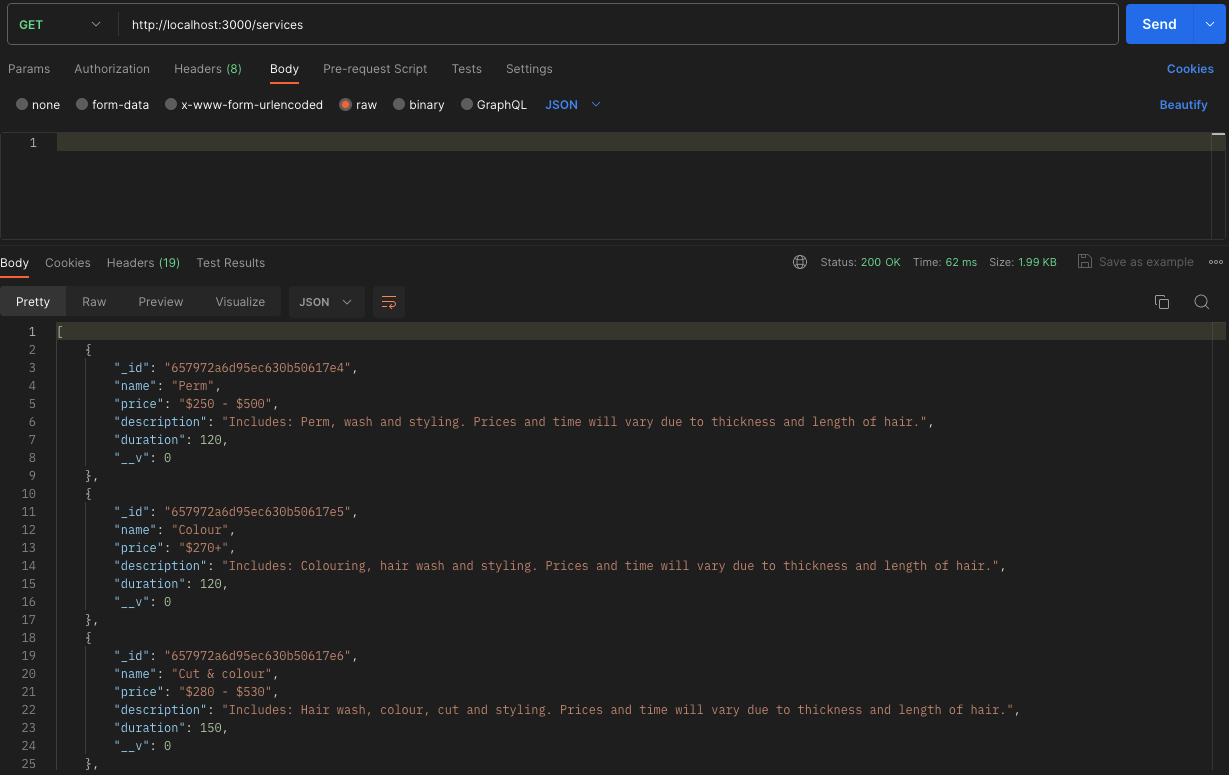 GET http://localhost:3000/services Send
Params Authorization Headers (8) Body Pre-request Script Tests Settings Cookies
none form-data x-www-form-urlencoded raw binary GraphQL JSON Beautify
1
Body Cookies Headers (19) Test Results Status: 200 OK Time: 62 ms Size: 1.99 KB Save as example
Pretty Raw Preview Visualize JSON
1 [
2 {
3 "_id": "657972a6d95ec630b50617e4",
4 "name": "Perm",
5 "price": "$250 - $500",
6 "description": "Includes: Perm, wash and styling. Prices and time will vary due to thickness and length of hair.",
7 "duration": 120,
8 "__v": 0
9 },
10 {
11 "_id": "657972a6d95ec630b50617e5",
12 "name": "Colour",
13 "price": "$270+",
14 "description": "Includes: Colouring, hair wash and styling. Prices and time will vary due to thickness and length of hair.",
15 "duration": 120,
16 "__v": 0
17 },
18 {
19 "_id": "657972a6d95ec630b50617e6",
20 "name": "Cut & colour",
21 "price": "$280 - $530",
22 "description": "Includes: Hair wash, colour, cut and styling. Prices and time will vary due to thickness and length of hair.",
23 "duration": 150,
24 "__v": 0
25 },